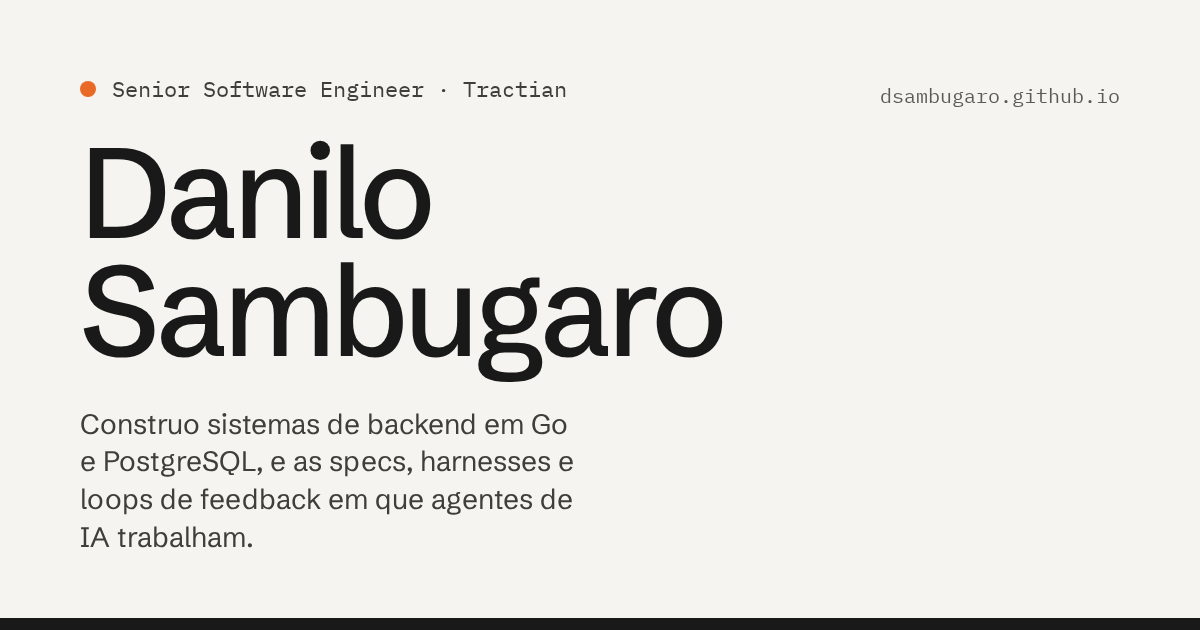 Senior Software Engineer · Tractian
dsambugaro.github.io
Danilo
Sambugaro
Construo sistemas de backend em Go
e PostgreSQL, e as specs, harnesses e
loops de feedback em que agentes de
IA trabalham.